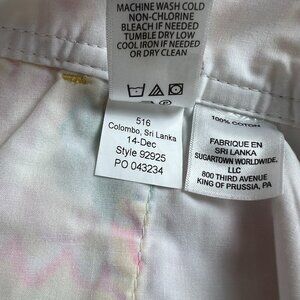 MACHINE WASH COLD
NON-CHLORINE
BLEACH IF NEEDED
TUMBLE DRY LOW
COOL IRON IF NEEDED
OR DRY CLEAN
516
Colombo, Sri Lanka
14-Dec
Style 92925
PO 043234
100% COTON
FABRIQUE EN
SRI LANKA
SUGARTOWN WORLDWIDE,
LLC
800 THIRD AVENUE
KING OF PRUSSIA, PA